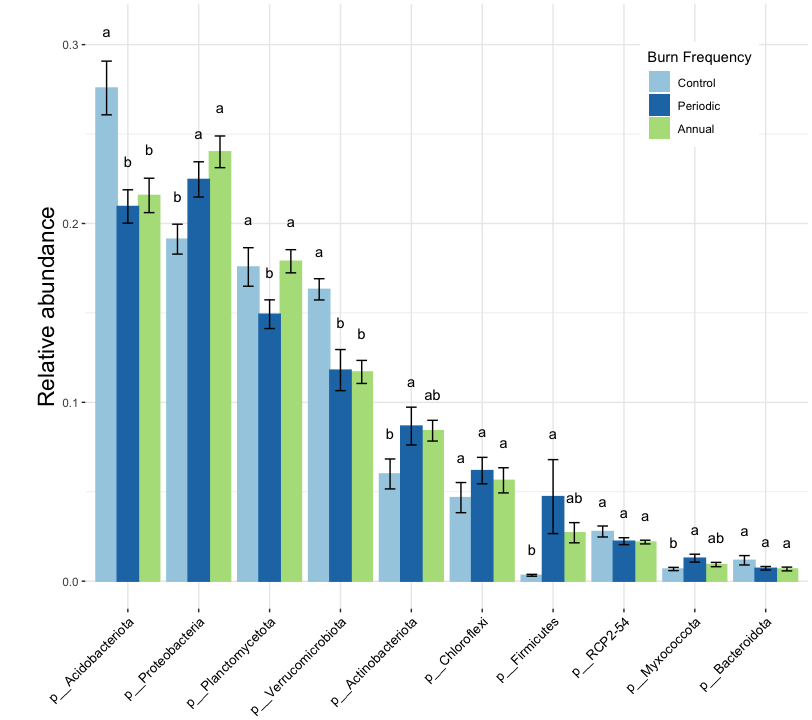 Relative abundance
0.3
0.2
0.1
0.0
Burn Frequency
Control
Periodic
Annual
a b b
b a a
a b a
a b b
b a ab
a a a
b a ab
a a a
b a ab
a a a
p__Acidobacteriota
p__Proteobacteria
p__Planctomycetota
p__Verrucomicrobiota
p__Actinobacteriota
p__Chloroflexi
p__Firmicutes
p__RCP2-54
p__Myxococcota
p__Bacteroidota